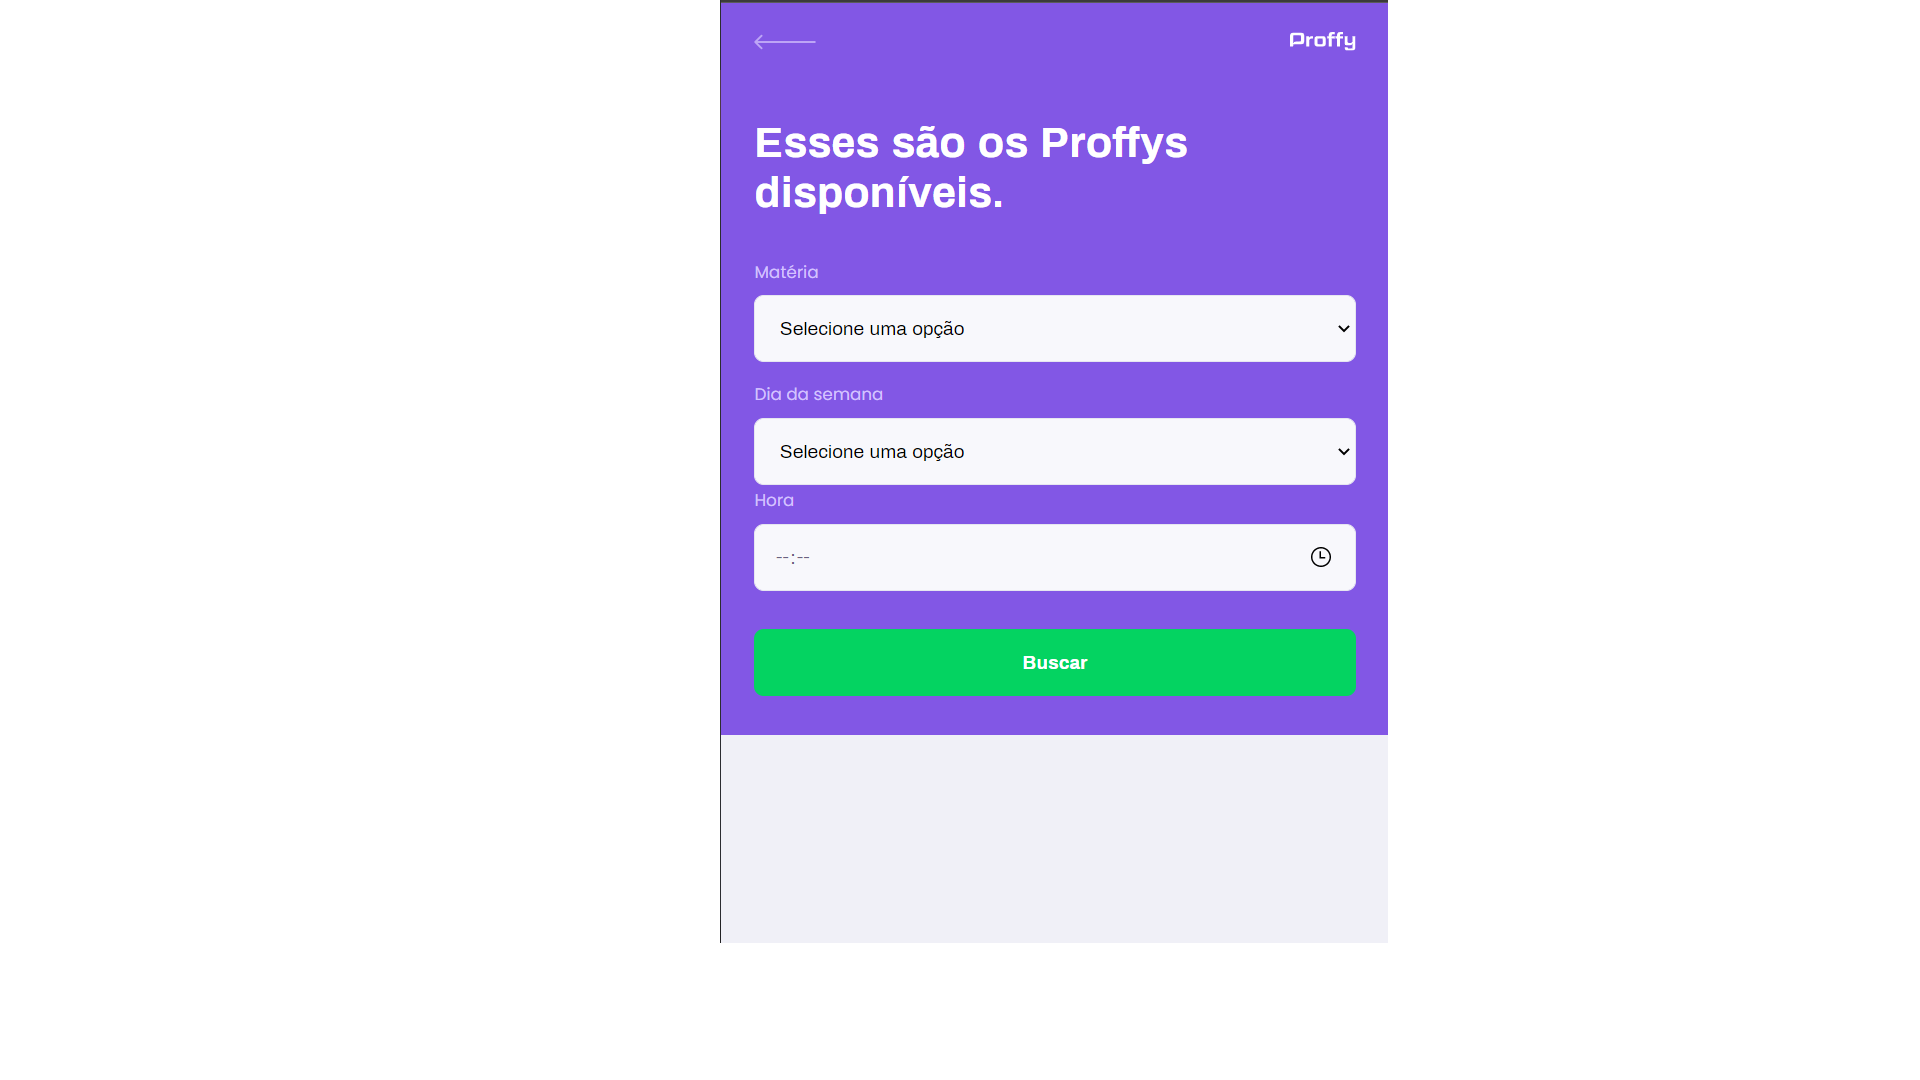 Proffy
Esses são os Proffys
disponíveis.
Matéria
Selecione uma opção
Dia da semana
Selecione uma opção
Hora
--:--
Buscar